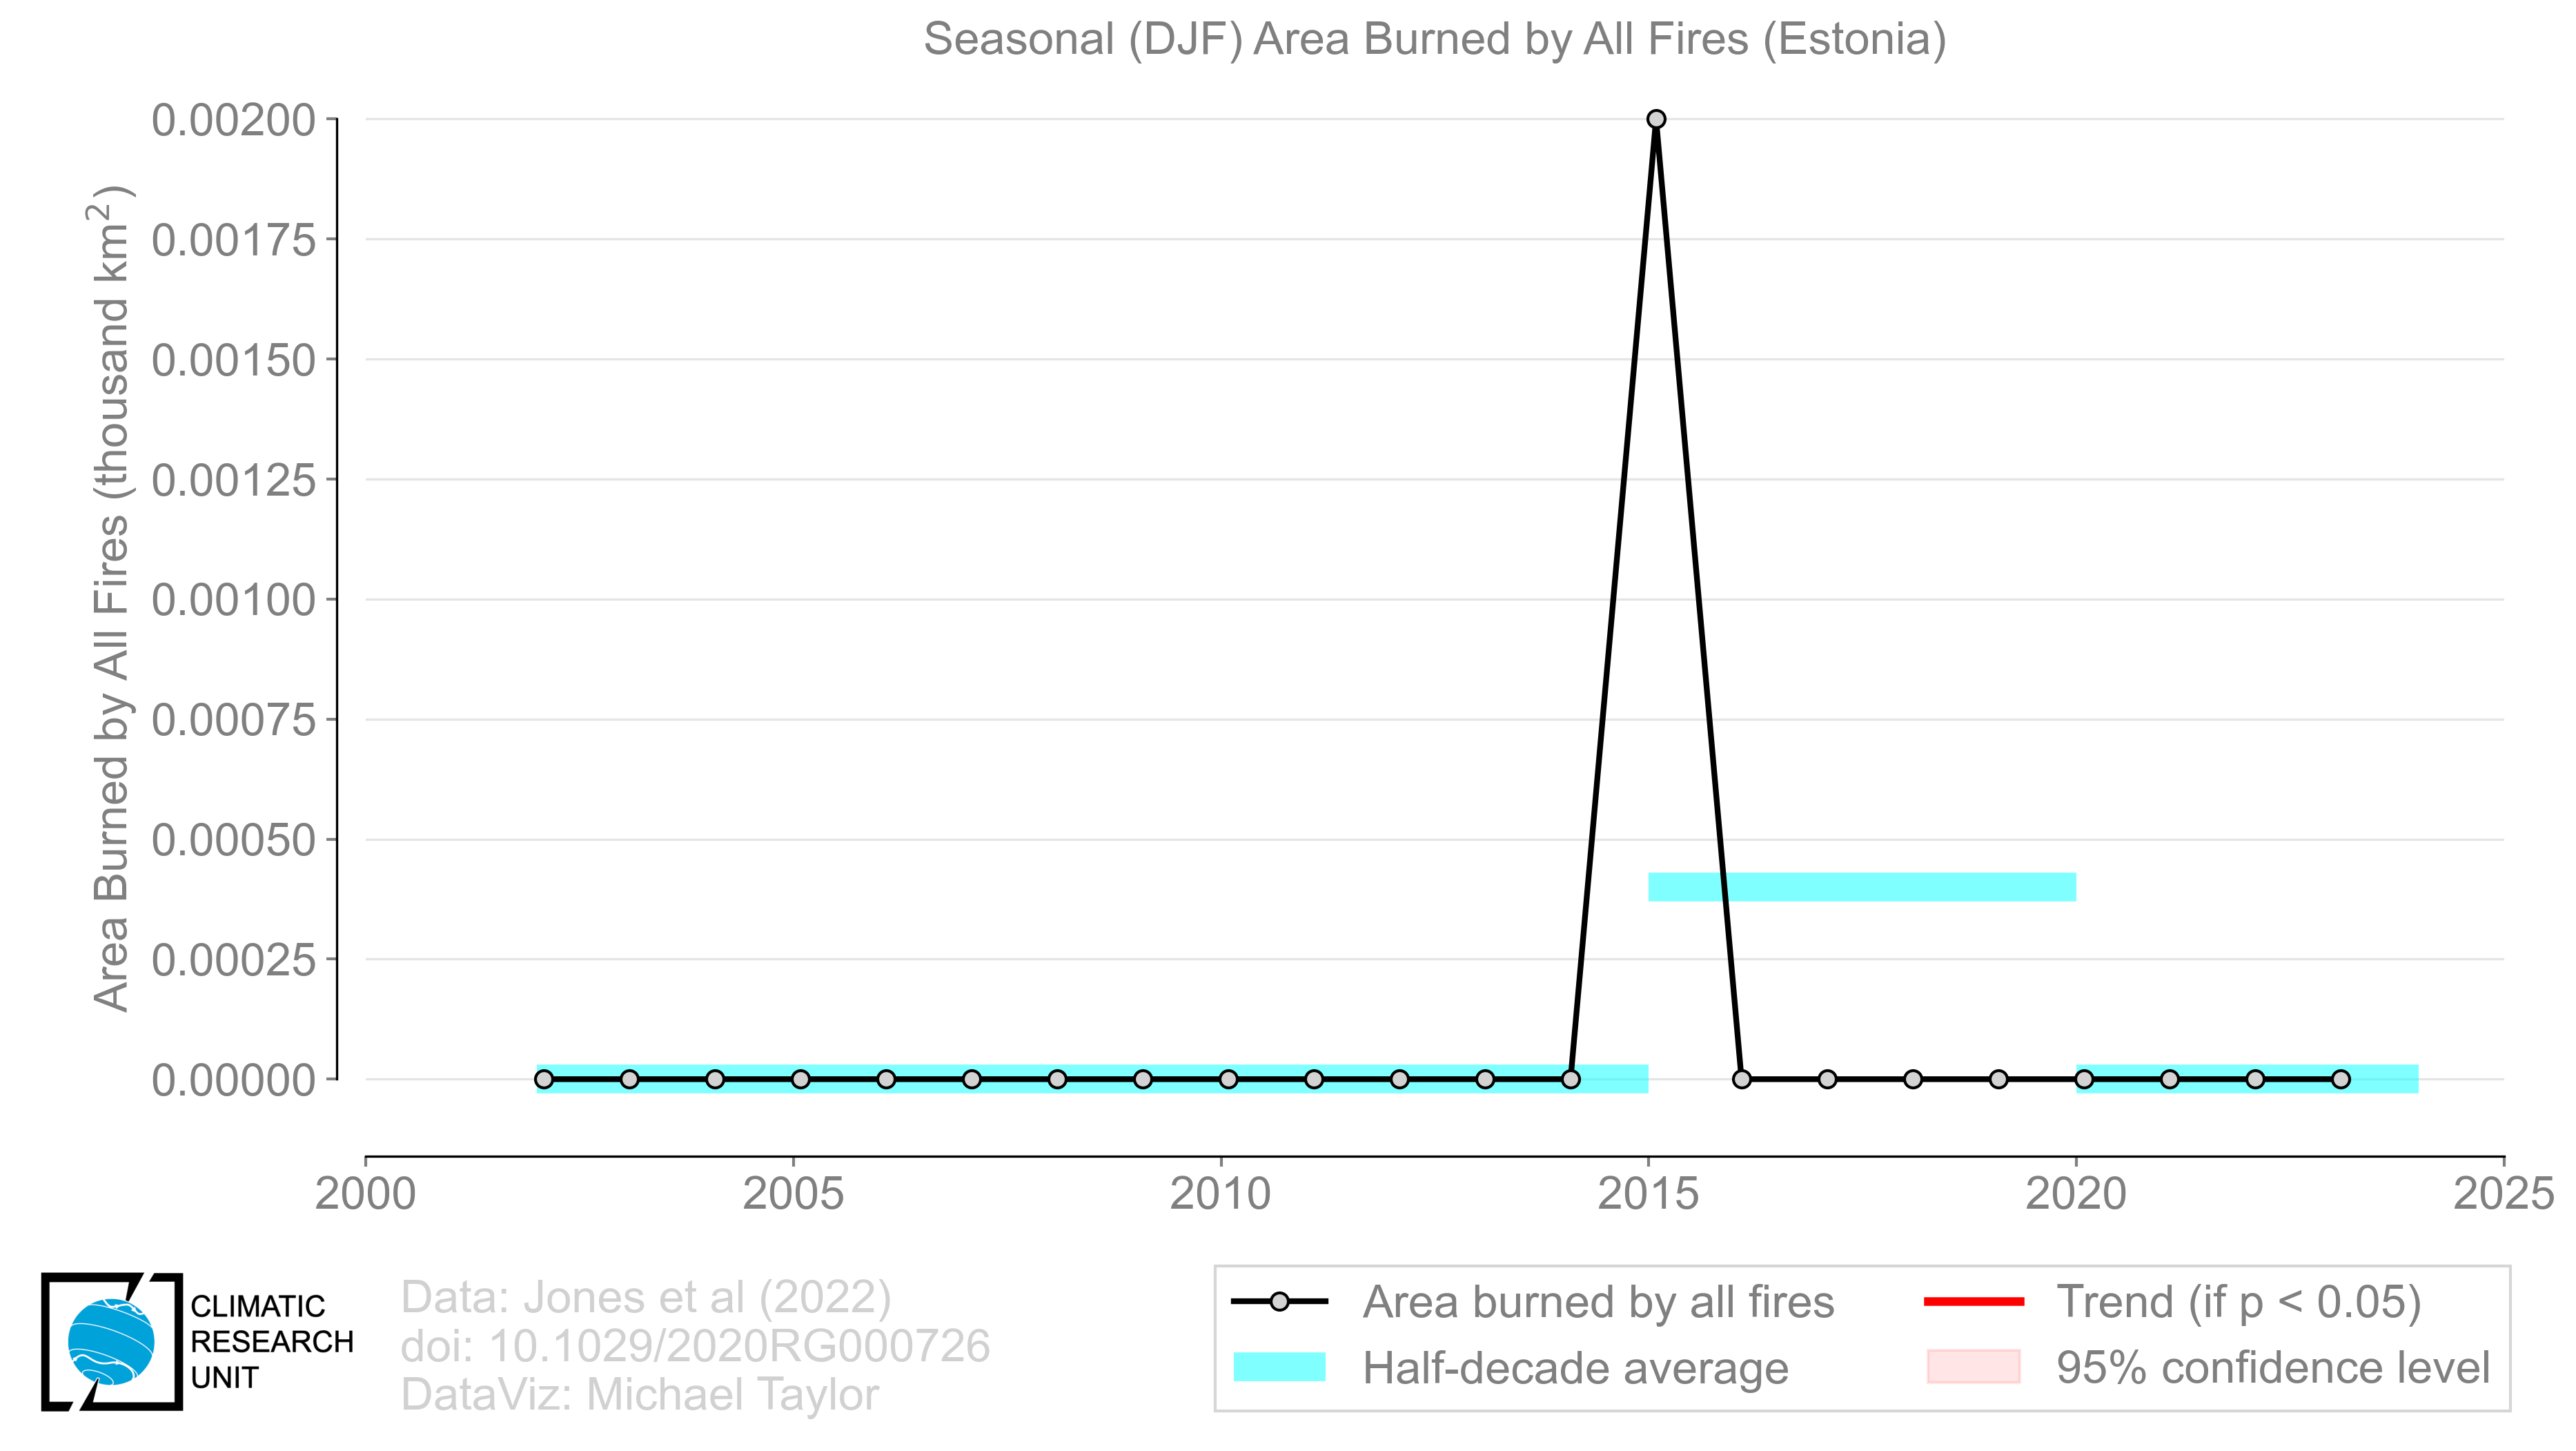 Seasonal (DJF) Area Burned by All Fires (Estonia)
Area Burned by All Fires (thousand km²)
0.00200
0.00175
0.00150
0.00125
0.00100
0.00075
0.00050
0.00025
0.00000
2000 2005 2010 2015 2020 2025
CLIMATIC
RESEARCH
UNIT
Data: Jones et al (2022)
doi: 10.1029/2020RG000726
DataViz: Michael Taylor
Area burned by all fires
Half-decade average
Trend (if p < 0.05)
95% confidence level